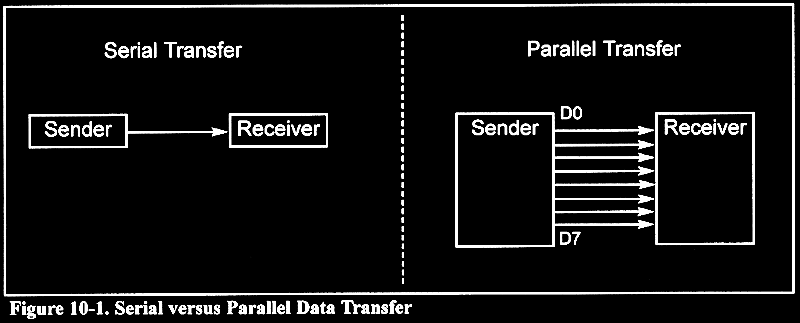 Serial Transfer
Sender
Receiver
Parallel Transfer
D0
Sender
Receiver
D7
Figure 10-1. Serial versus Parallel Data Transfer